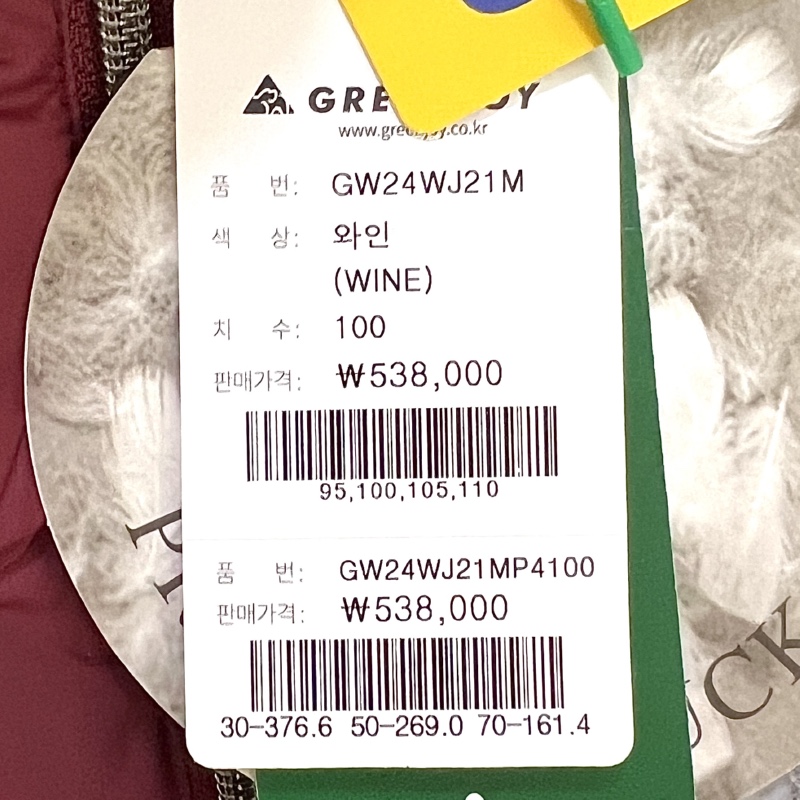 www.gre
품 번: GW24WJ21M
색 상: 와인
(WINE)
치 수: 100
판매가격: ₩538,000
95,100,105,110
품 번: GW24WJ21MP4100
판매가격: ₩538,000
30-376.6 50-269.0 70-161.4